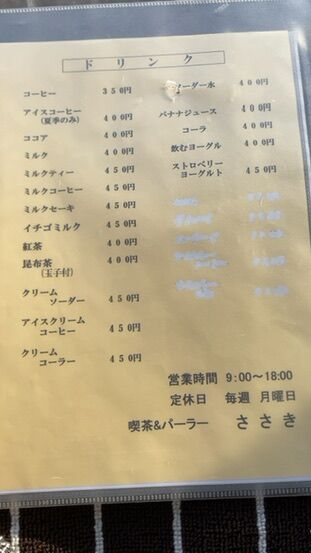 ドリンク
コーヒー 350円
アイスコーヒー
(夏季のみ) 400円
ココア 400円
ミルク 400円
ミルクティー 450円
ミルクコーヒー 450円
ミルクセーキ 450円
イチゴミルク 450円
紅茶 400円
昆布茶 400円
(玉子付)
クリーム
ソーダー 450円
アイスクリーム
コーヒー 450円
クリーム
コーラー 450円
ソーダー水 400円
バナナジュース 400円
コーラ 400円
飲むヨーグル 400円
ストロベリー
ヨーグルト 450円
営業時間 9:00～18:00
定休日 毎週 月曜日
喫茶&パーラー ささき